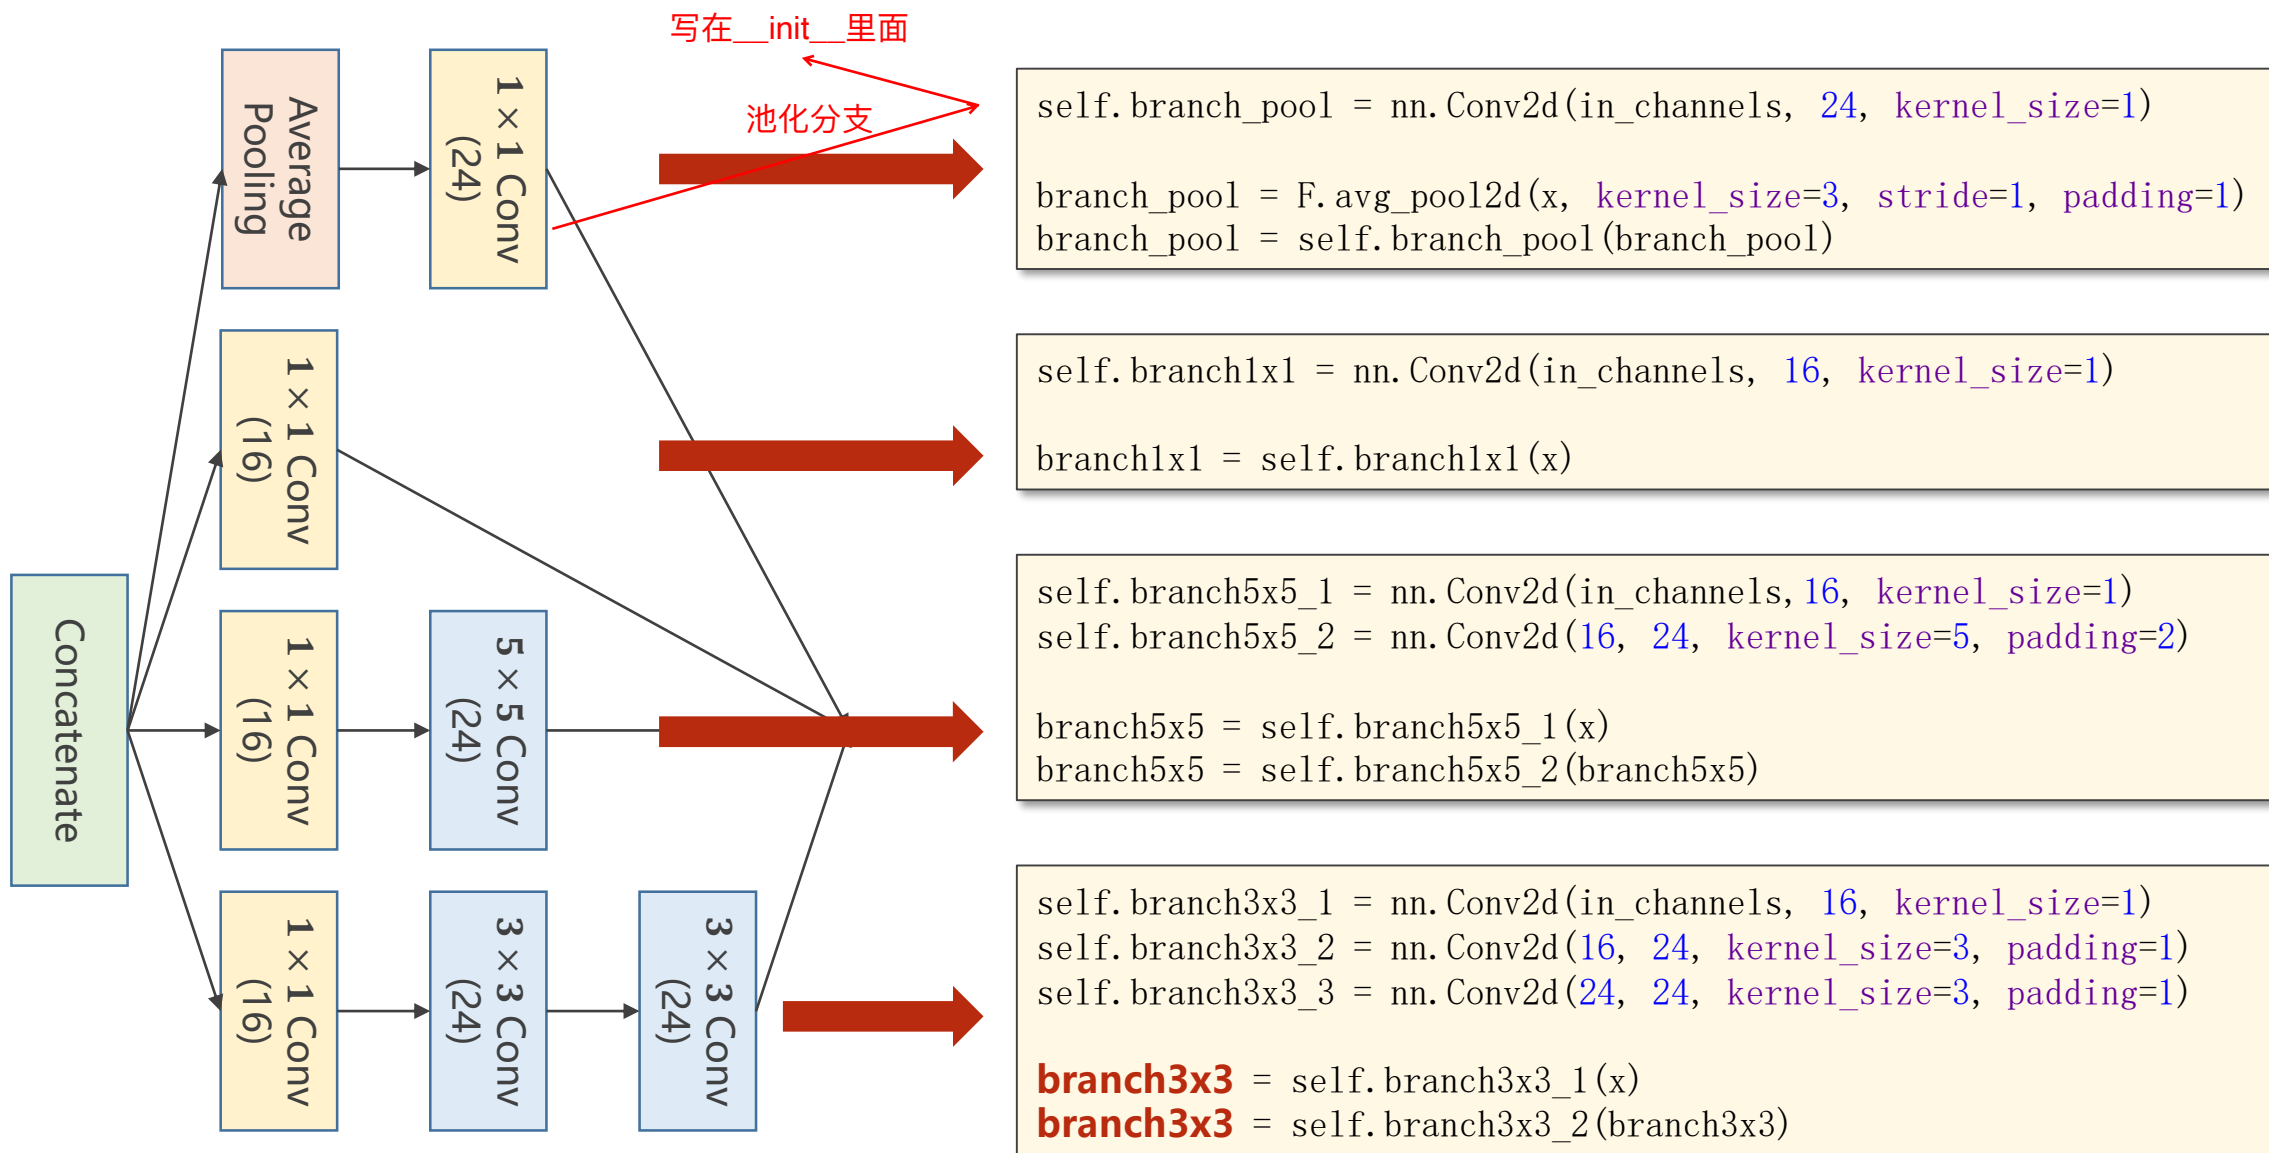 写在__init__里面
池化分支
Average
Pooling
1×1 Conv
(24)
1×1 Conv
(16)
Concatenate
1×1 Conv
(16)
5×5 Conv
(24)
1×1 Conv
(16)
3×3 Conv
(24)
3×3 Conv
(24)
self.branch_pool = nn.Conv2d(in_channels, 24, kernel_size=1)
branch_pool = F.avg_pool2d(x, kernel_size=3, stride=1, padding=1)
branch_pool = self.branch_pool(branch_pool)
self.branch1x1 = nn.Conv2d(in_channels, 16, kernel_size=1)
branch1x1 = self.branch1x1(x)
self.branch5x5_1 = nn.Conv2d(in_channels,16, kernel_size=1)
self.branch5x5_2 = nn.Conv2d(16, 24, kernel_size=5, padding=2)
branch5x5 = self.branch5x5_1(x)
branch5x5 = self.branch5x5_2(branch5x5)
self.branch3x3_1 = nn.Conv2d(in_channels, 16, kernel_size=1)
self.branch3x3_2 = nn.Conv2d(16, 24, kernel_size=3, padding=1)
self.branch3x3_3 = nn.Conv2d(24, 24, kernel_size=3, padding=1)
branch3x3 = self.branch3x3_1(x)
branch3x3 = self.branch3x3_2(branch3x3)